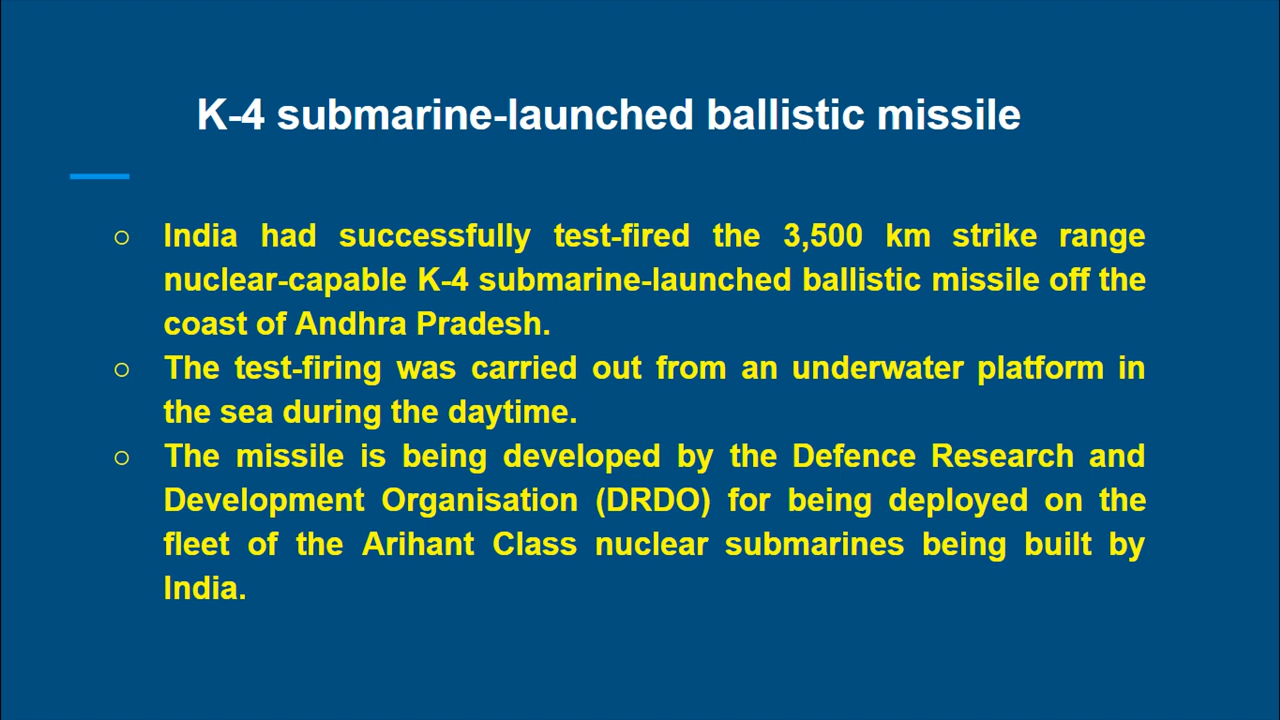 K-4 submarine-launched ballistic missile
○ India had successfully test-fired the 3,500 km strike range
nuclear-capable K-4 submarine-launched ballistic missile off the
coast of Andhra Pradesh.
○ The test-firing was carried out from an underwater platform in
the sea during the daytime.
○ The missile is being developed by the Defence Research and
Development Organisation (DRDO) for being deployed on the
fleet of the Arihant Class nuclear submarines being built by
India.